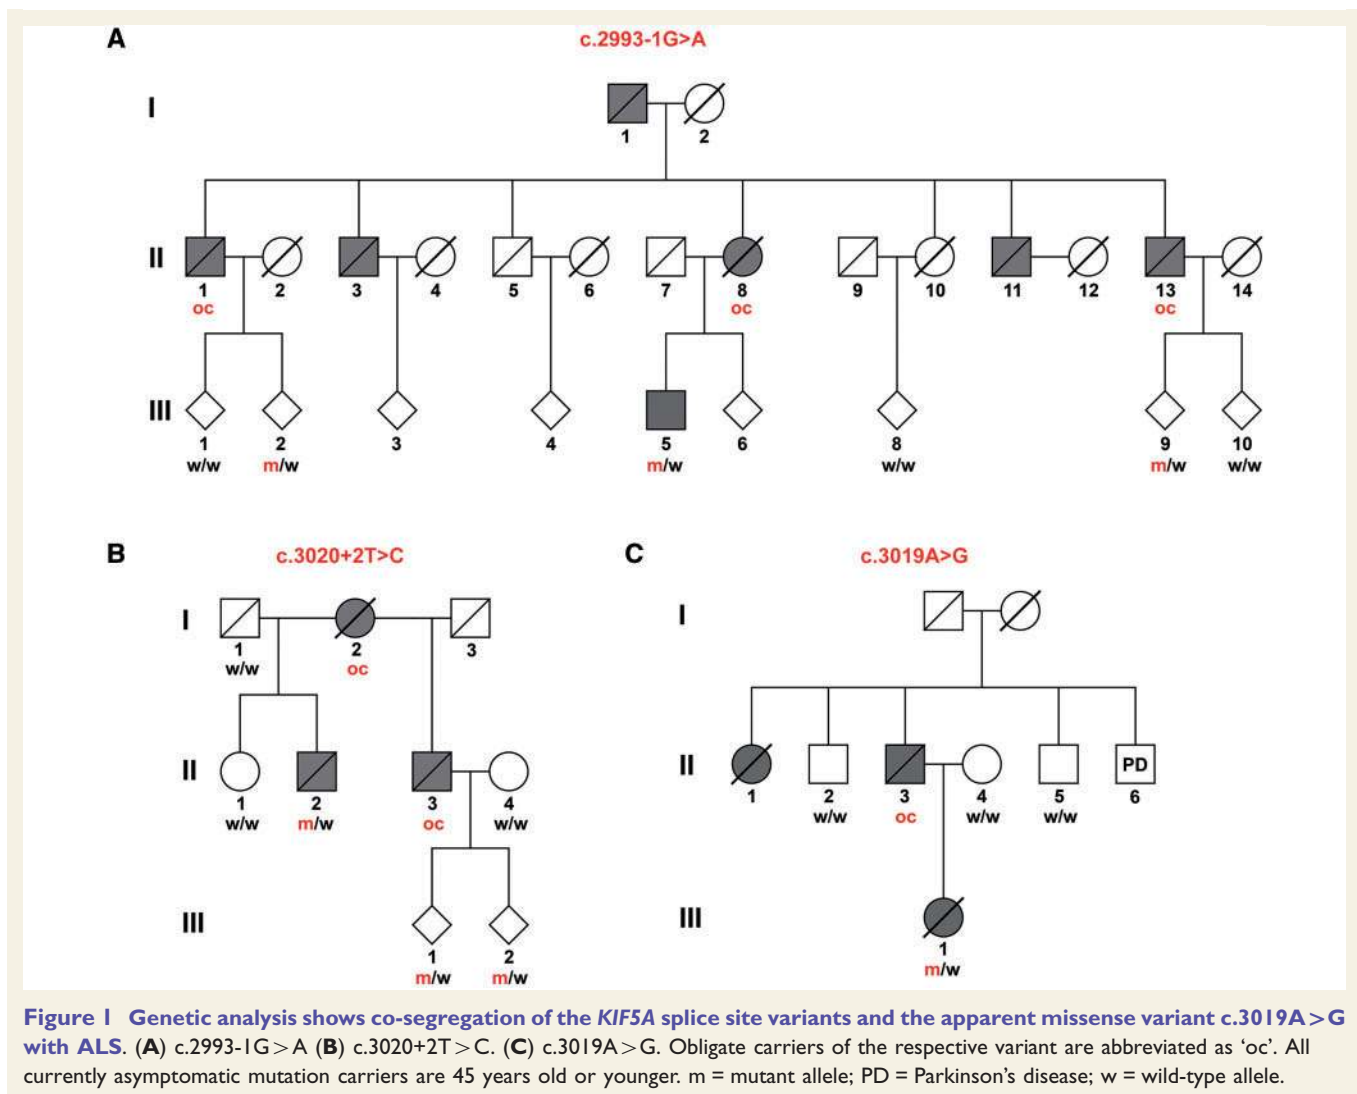 A
c.2993-1G>A
I
1 2
II
1 2 3 4 5 6 7 8 9 10 11 12 13 14
oc oc oc
III
1 2 3 4 5 6 8 9 10
w/w m/w m/w w/w m/w w/w
B
c.3020+2T>C
I
1 2 3
w/w oc
II
1 2 3 4
w/w m/w oc w/w
III
1 2
m/w m/w
C
c.3019A>G
I
II
PD
1 2 3 4 5 6
w/w oc w/w w/w
III
1
m/w
Figure 1 Genetic analysis shows co-segregation of the KIF5A splice site variants and the apparent missense variant c.3019A>G
with ALS. (A) c.2993-1G>A (B) c.3020+2T>C. (C) c.3019A>G. Obligate carriers of the respective variant are abbreviated as ‘oc’. All
currently asymptomatic mutation carriers are 45 years old or younger. m = mutant allele; PD = Parkinson’s disease; w = wild-type allele.